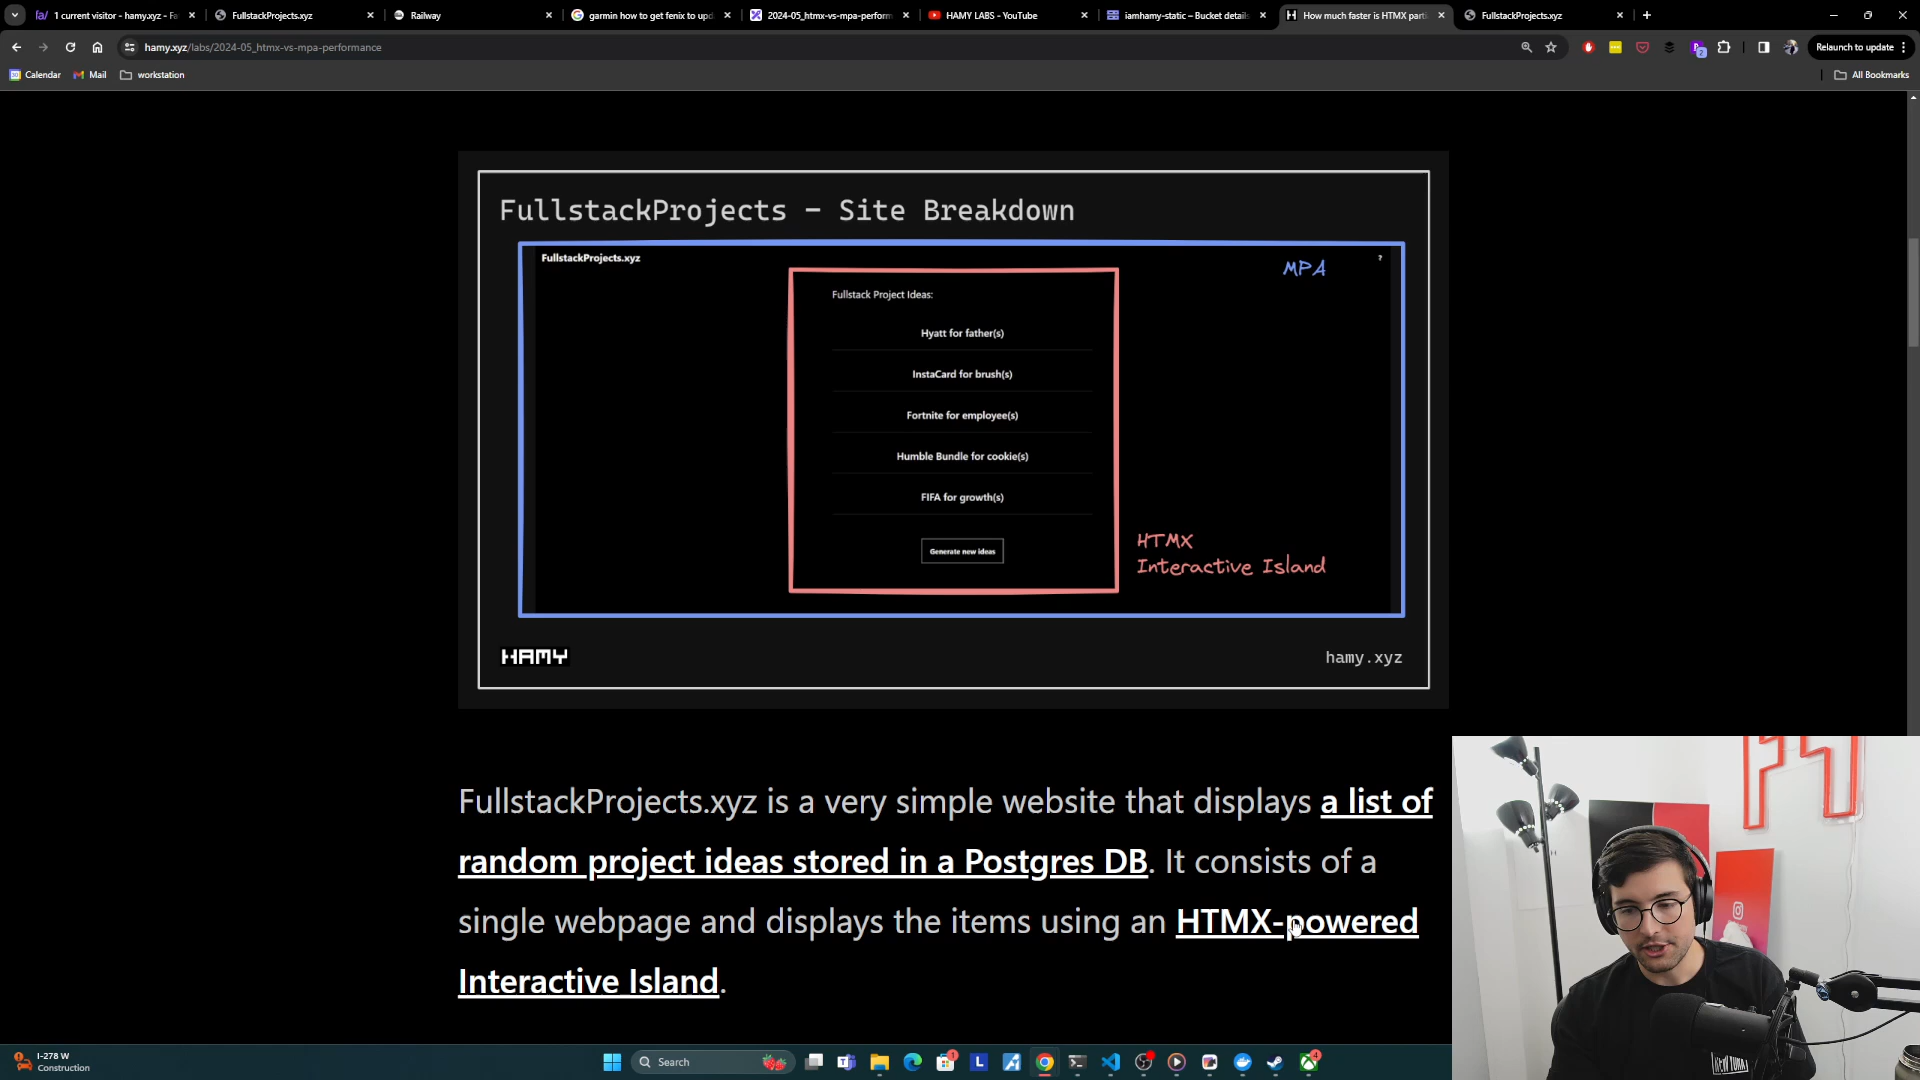 1 current visitor - hamy.xyz - Fa
FullstackProjects.xyz
Railway
garmin how to get fenix to upd
2024-05_htmx-vs-mpa-perform
HAMY LABS - YouTube
iamhamy-static – Bucket details
How much faster is HTMX parti
FullstackProjects.xyz
hamy.xyz/labs/2024-05_htmx-vs-mpa-performance
Relaunch to update
Calendar
Mail
workstation
All Bookmarks
FullstackProjects - Site Breakdown
FullstackProjects.xyz
MPA
?
Fullstack Project Ideas:
Hyatt for father(s)
InstaCard for brush(s)
Fortnite for employee(s)
Humble Bundle for cookie(s)
FIFA for growth(s)
Generate new ideas
HTMX
Interactive Island
HAMY
hamy.xyz
FullstackProjects.xyz is a very simple website that displays a list of
random project ideas stored in a Postgres DB. It consists of a
single webpage and displays the items using an HTMX-powered
Interactive Island.
I-278 W
Construction
Search